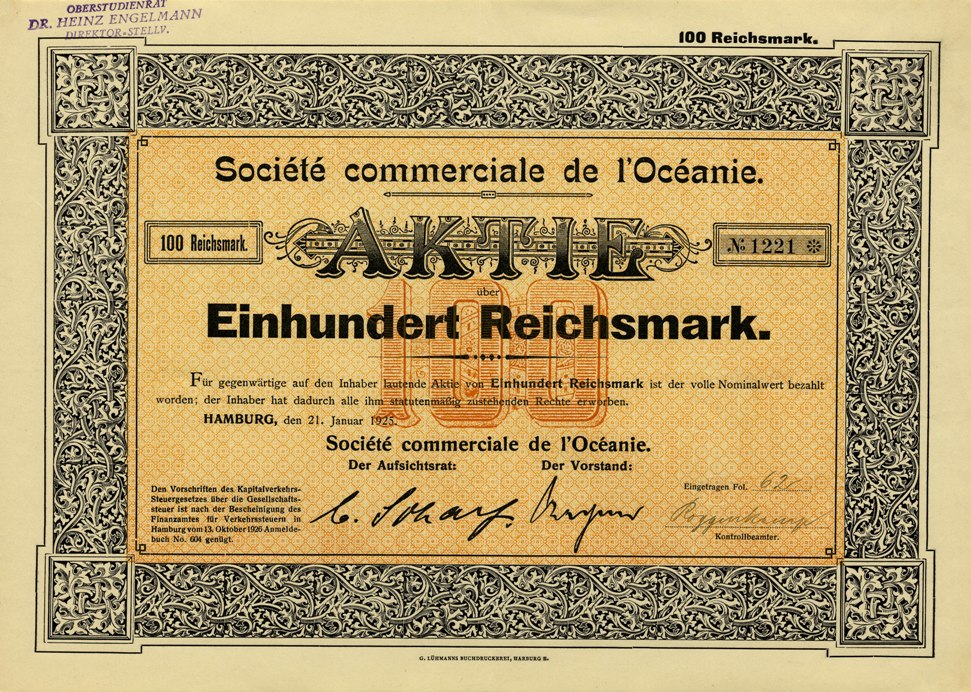 OBERSTUDIENRAT
DR. HEINZ ENGELMANN
DIREKTOR-STELLV.
100 Reichsmark.
Société commerciale de l'Océanie.
100 Reichsmark.
AKTIE
№ 1221 ※
über
100
Einhundert Reichsmark.
Für gegenwärtige auf den Inhaber lautende Aktie von Einhundert Reichsmark ist der volle Nominalwert bezahlt
worden; der Inhaber hat dadurch alle ihm statutenmäßig zustehenden Rechte erworben.
HAMBURG, den 21. Januar 1925.
Société commerciale de l'Océanie.
Der Aufsichtsrat:
Der Vorstand:
Den Vorschriften des Kapitalverkehrs-
Steuergesetzes über die Gesellschafts-
steuer ist nach der Bescheinigung des
Finanzamtes für Verkehrssteuern in
Hamburg vom 13. Oktober 1926 Anmelde-
buch No. 604 genügt.
C. Scharf.
Eingetragen Fol.
Kontrollbeamter.
G. LÜHMANNS BUCHDRUCKEREI, HARBURG E.